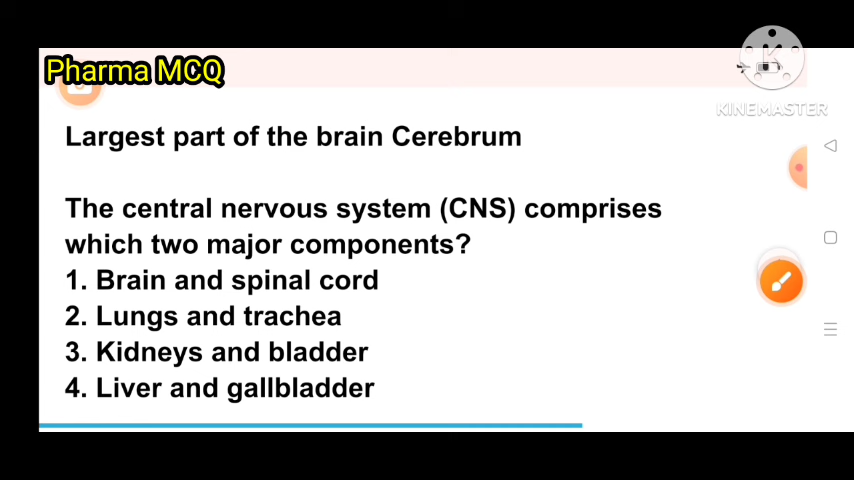 Pharma MCQ
KINEMASTER
Largest part of the brain Cerebrum
The central nervous system (CNS) comprises
which two major components?
1. Brain and spinal cord
2. Lungs and trachea
3. Kidneys and bladder
4. Liver and gallbladder